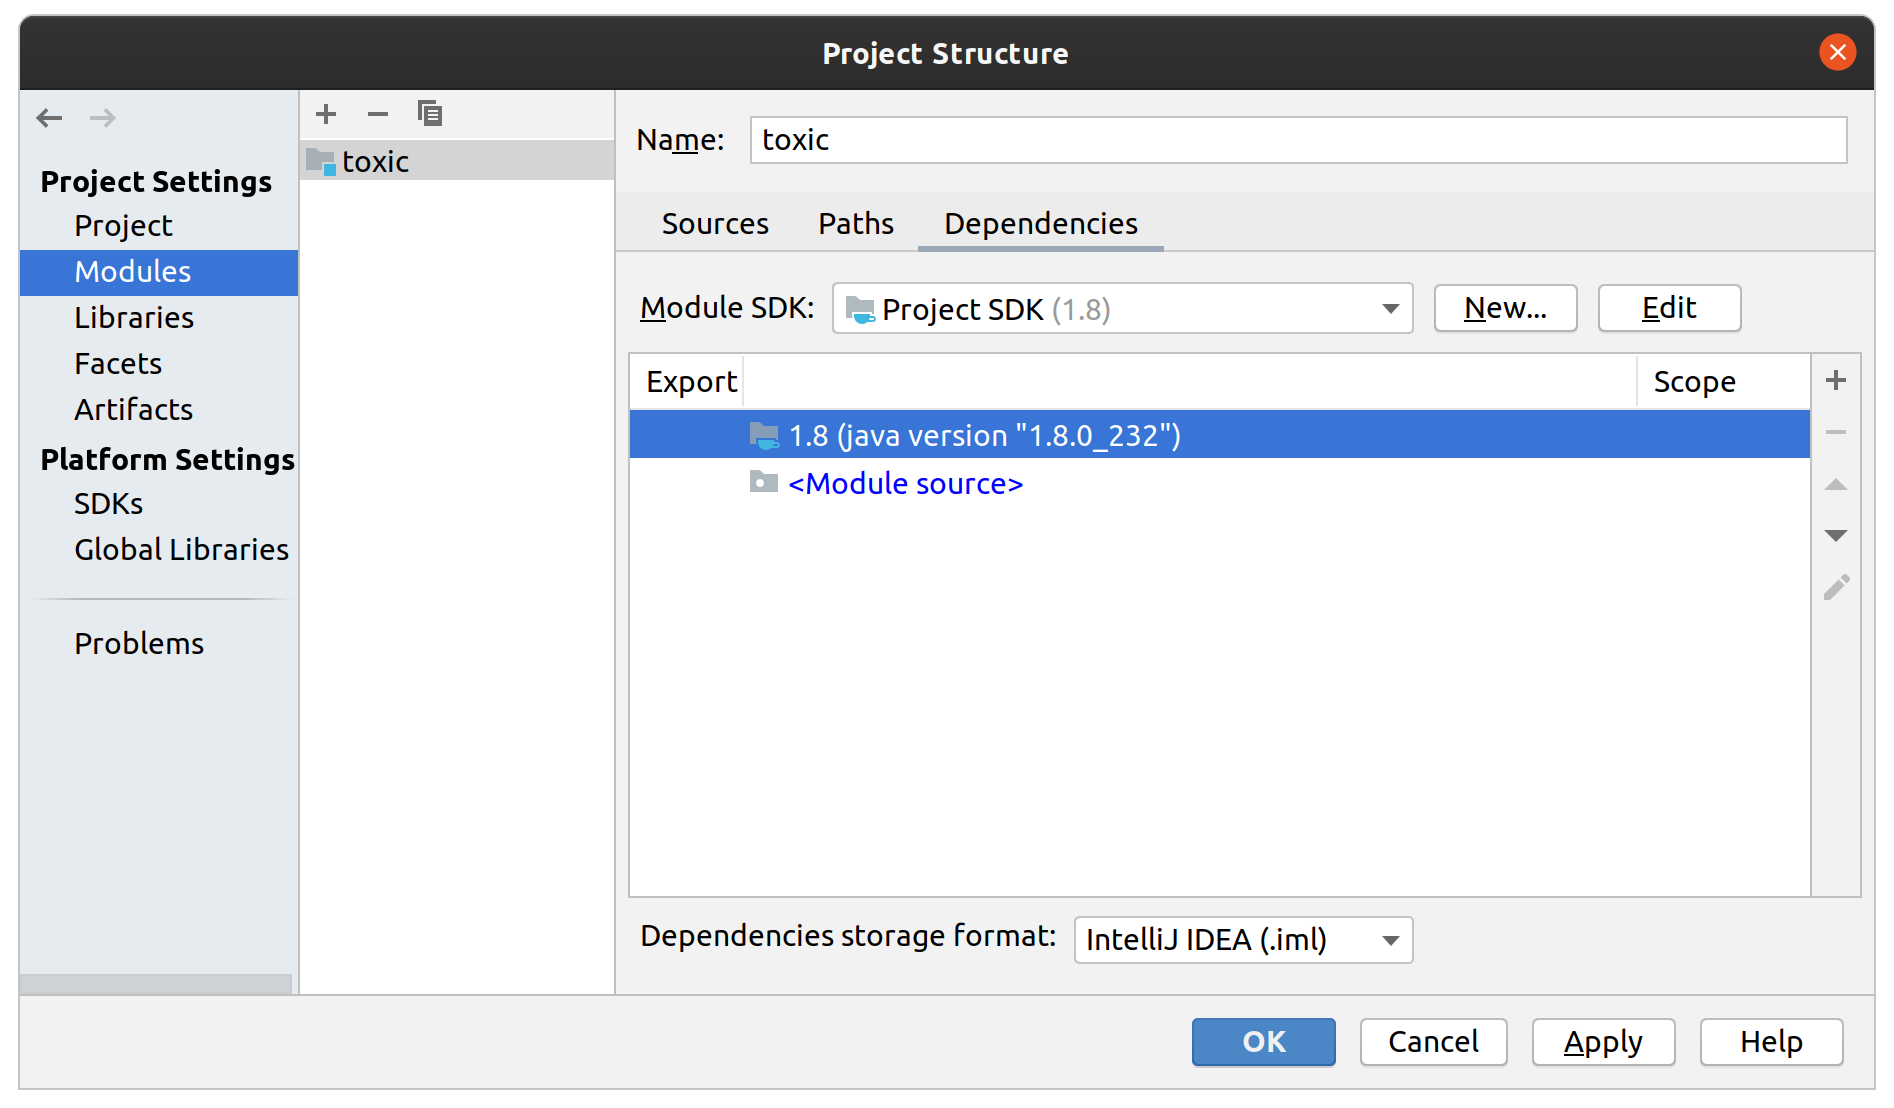 Project Structure
Project Settings
Project
Modules
Libraries
Facets
Artifacts
Platform Settings
SDKs
Global Libraries
Problems
toxic
Name: toxic
Sources Paths Dependencies
Module SDK: Project SDK (1.8) New... Edit
Export Scope
1.8 (java version "1.8.0_232")
<Module source>
Dependencies storage format: IntelliJ IDEA (.iml)
OK Cancel Apply Help